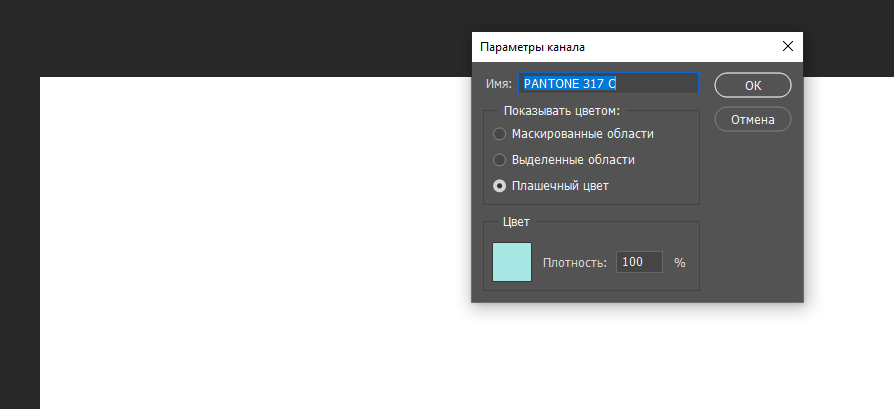 Параметры канала
Имя: PANTONE 317 C
OK
Показывать цветом:
Отмена
Маскированные области
Выделенные области
Плашечный цвет
Цвет
Плотность: 100 %